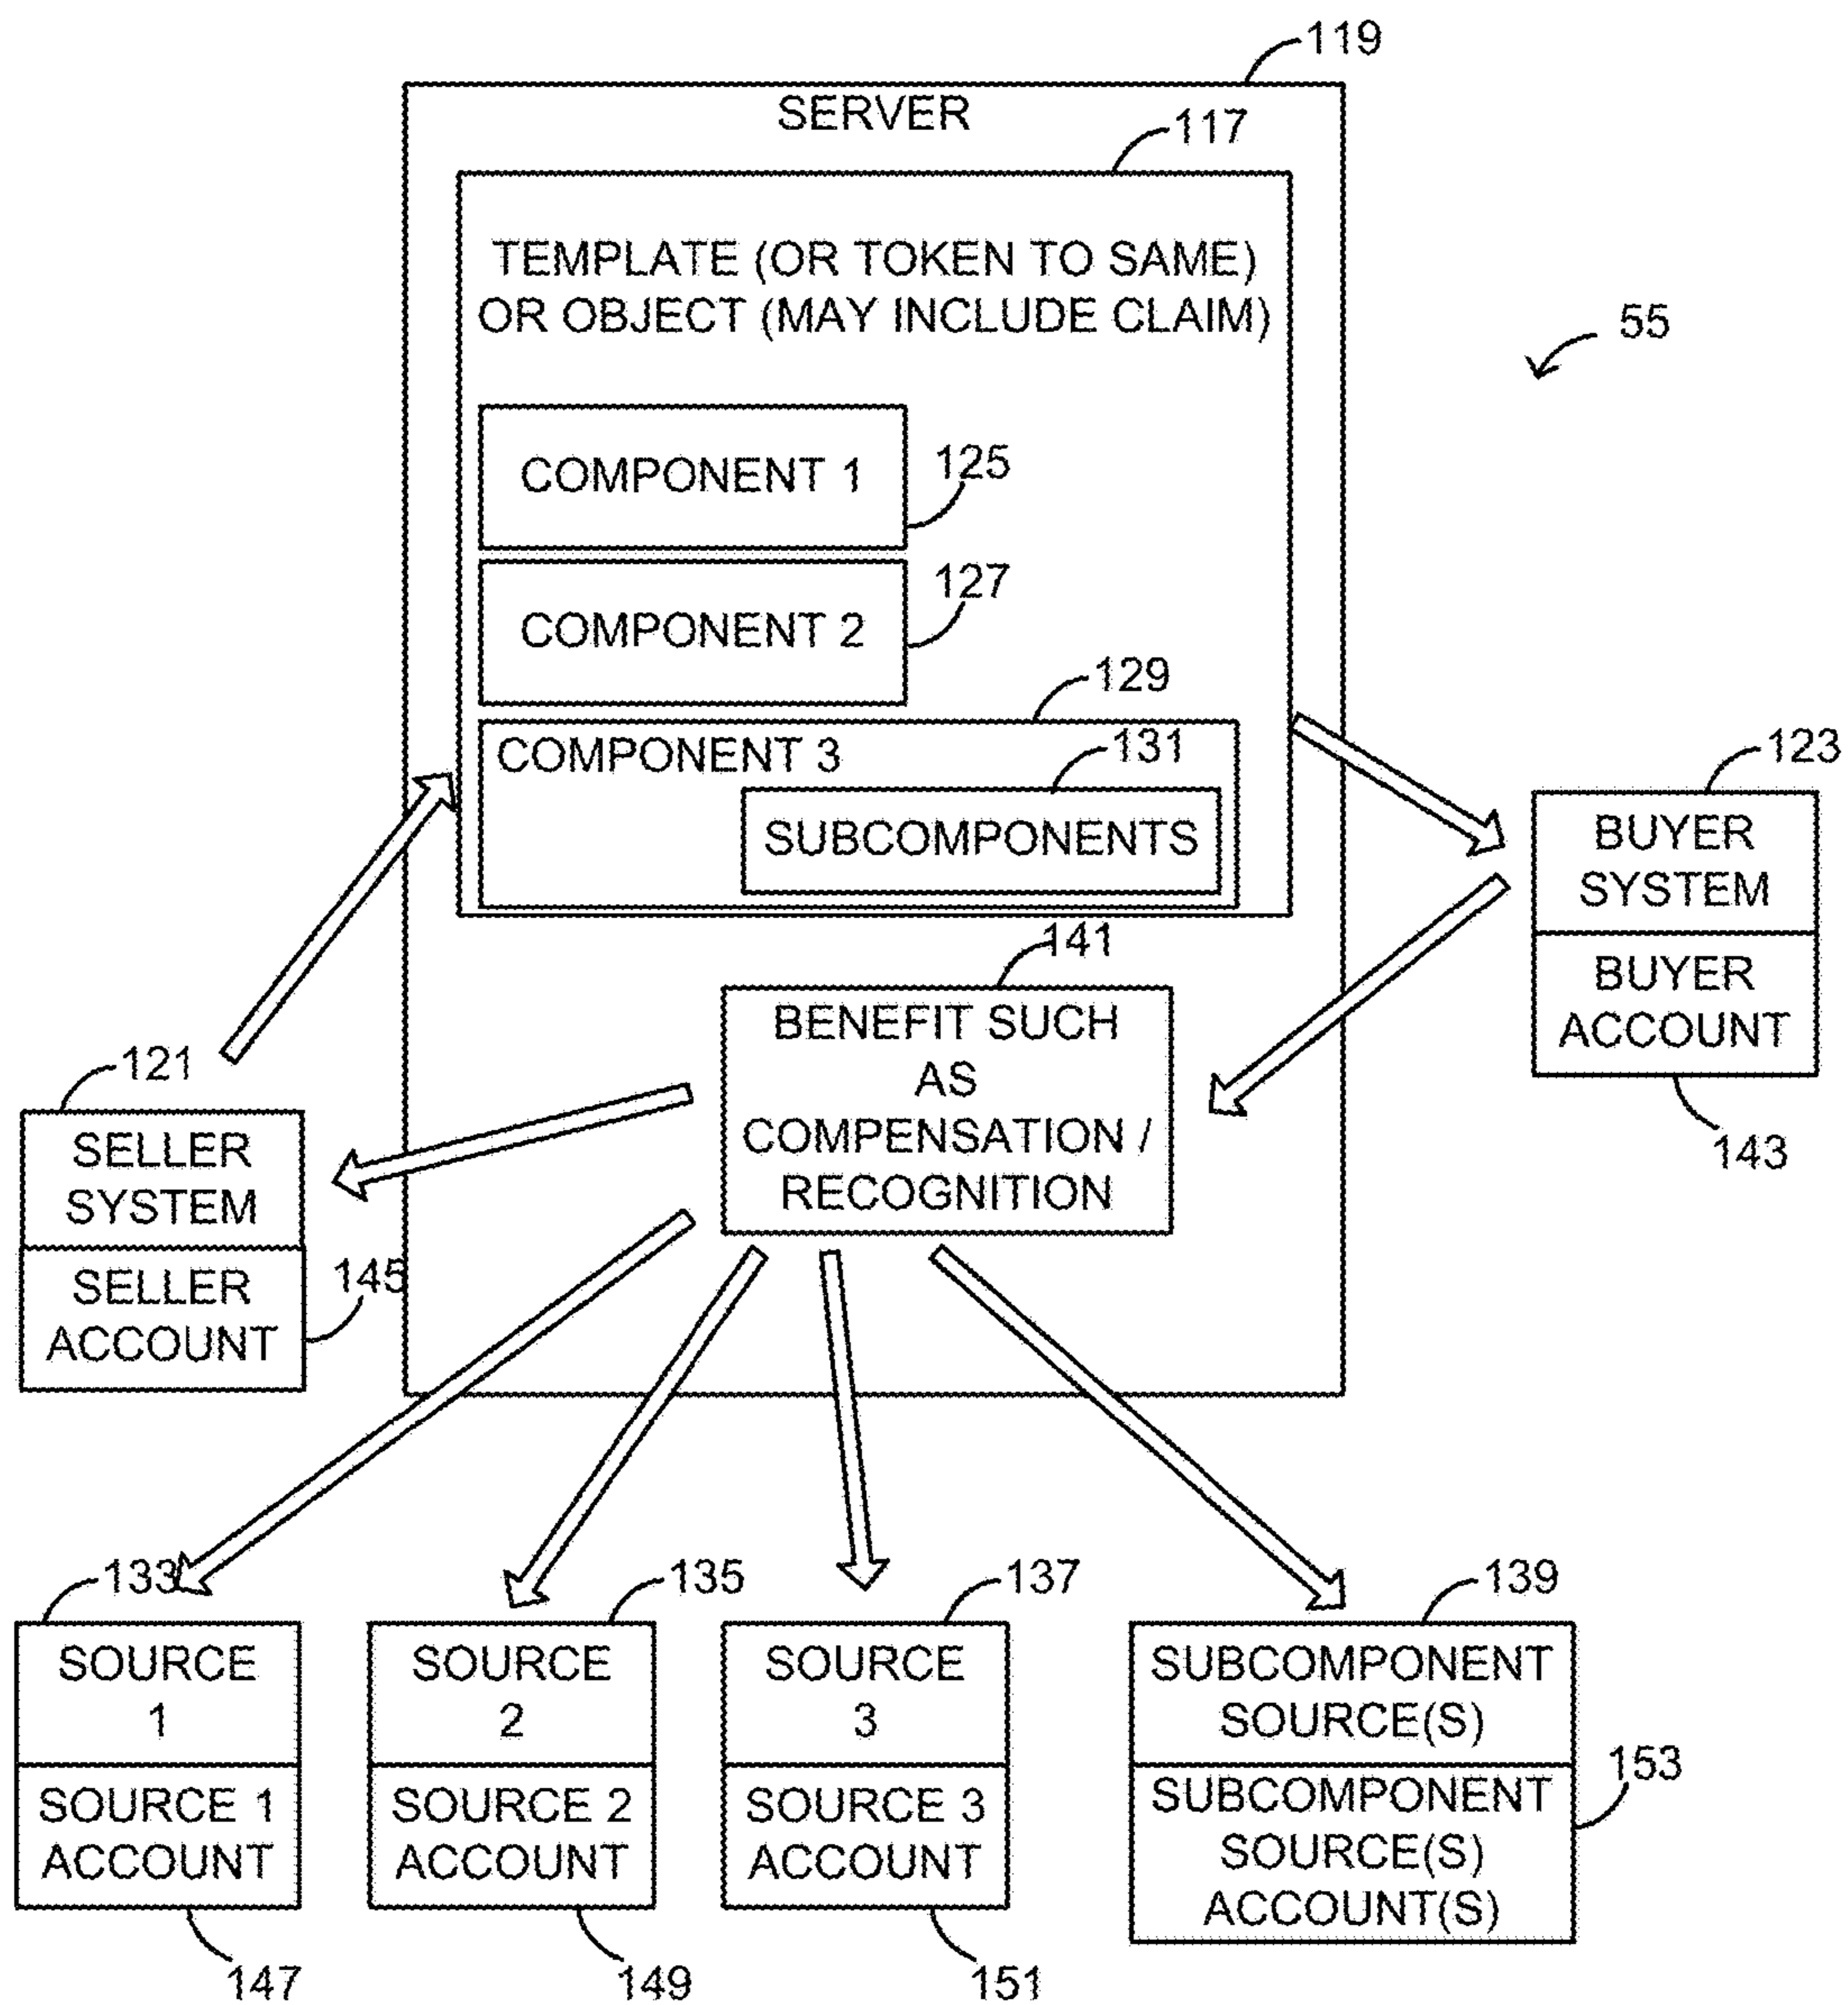 119
SERVER
117
TEMPLATE (OR TOKEN TO SAME)
OR OBJECT (MAY INCLUDE CLAIM)
55
COMPONENT 1
125
127
COMPONENT 2
129
COMPONENT 3
131
SUBCOMPONENTS
123
BUYER
SYSTEM
BUYER
ACCOUNT
143
141
BENEFIT SUCH
AS
COMPENSATION /
RECOGNITION
121
SELLER
SYSTEM
SELLER
ACCOUNT
145
133
SOURCE
1
SOURCE 1
ACCOUNT
147
135
SOURCE
2
SOURCE 2
ACCOUNT
149
137
SOURCE
3
SOURCE 3
ACCOUNT
151
139
SUBCOMPONENT
SOURCE(S)
SUBCOMPONENT
SOURCE(S)
ACCOUNT(S)
153